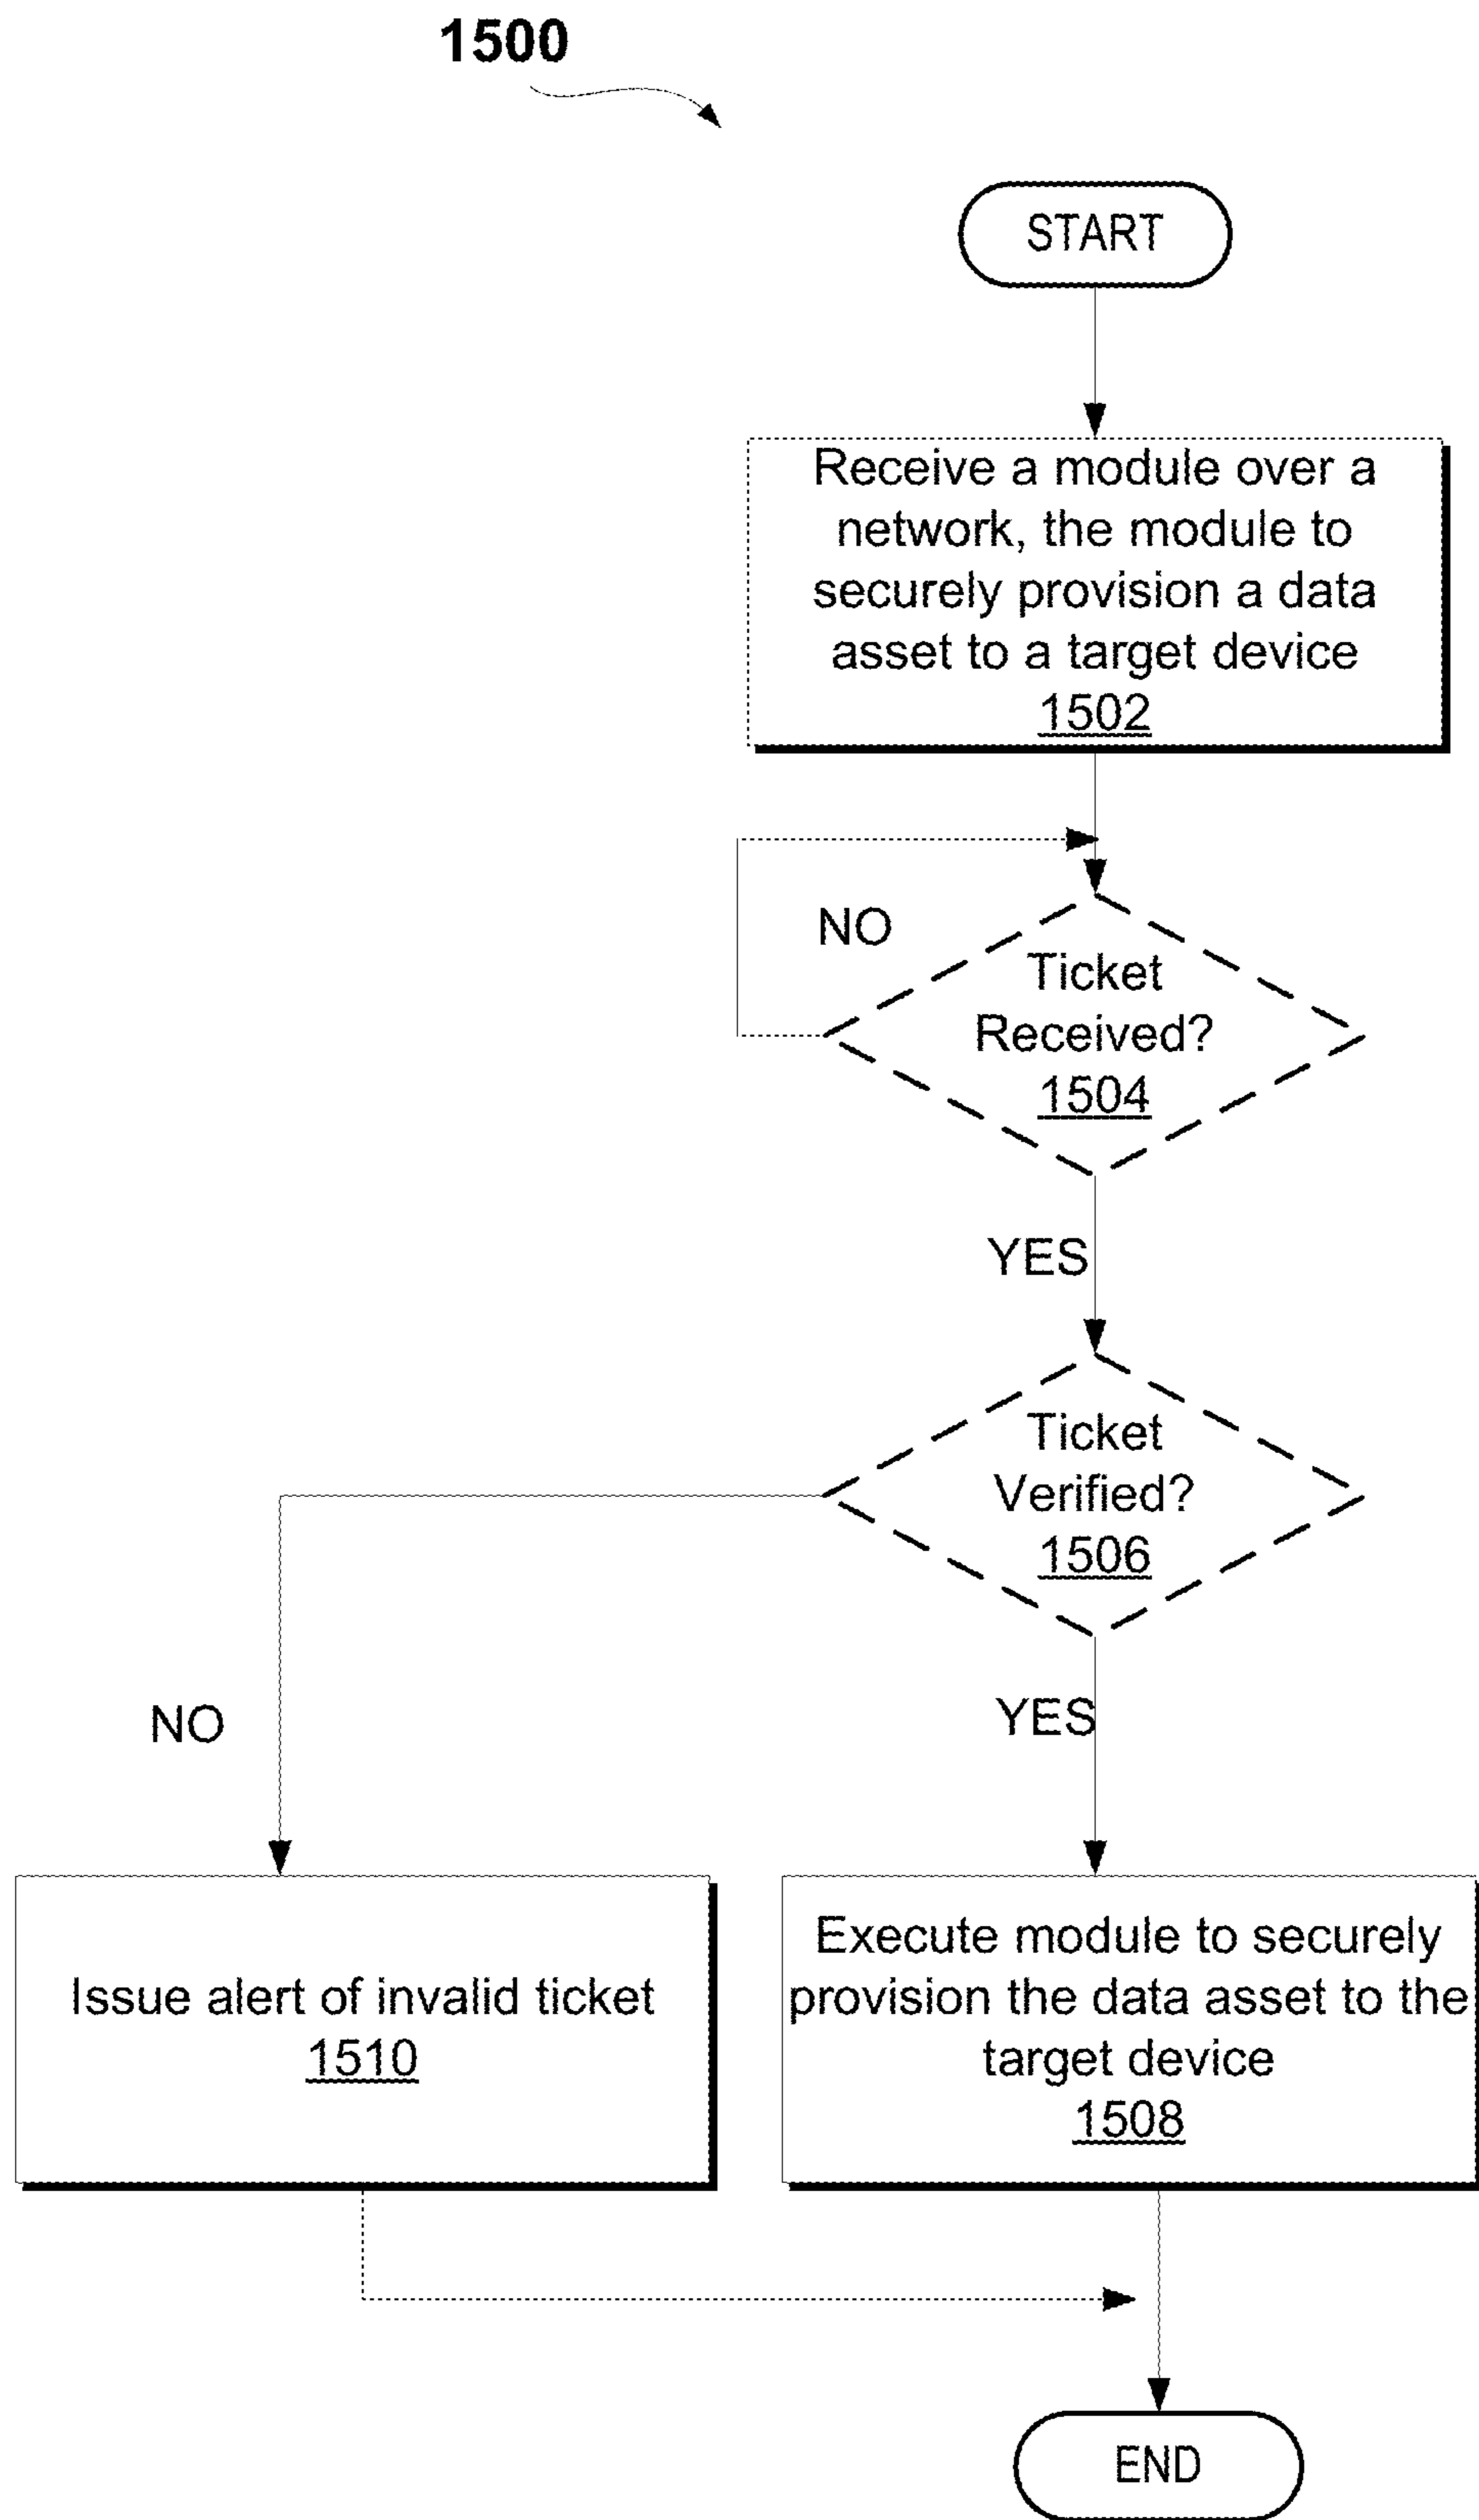 1500
START
Receive a module over a
network, the module to
securely provision a data
asset to a target device
1502
NO
Ticket
Received?
1504
YES
Ticket
Verified?
1506
NO
YES
Issue alert of invalid ticket
1510
Execute module to securely
provision the data asset to the
target device
1508
END